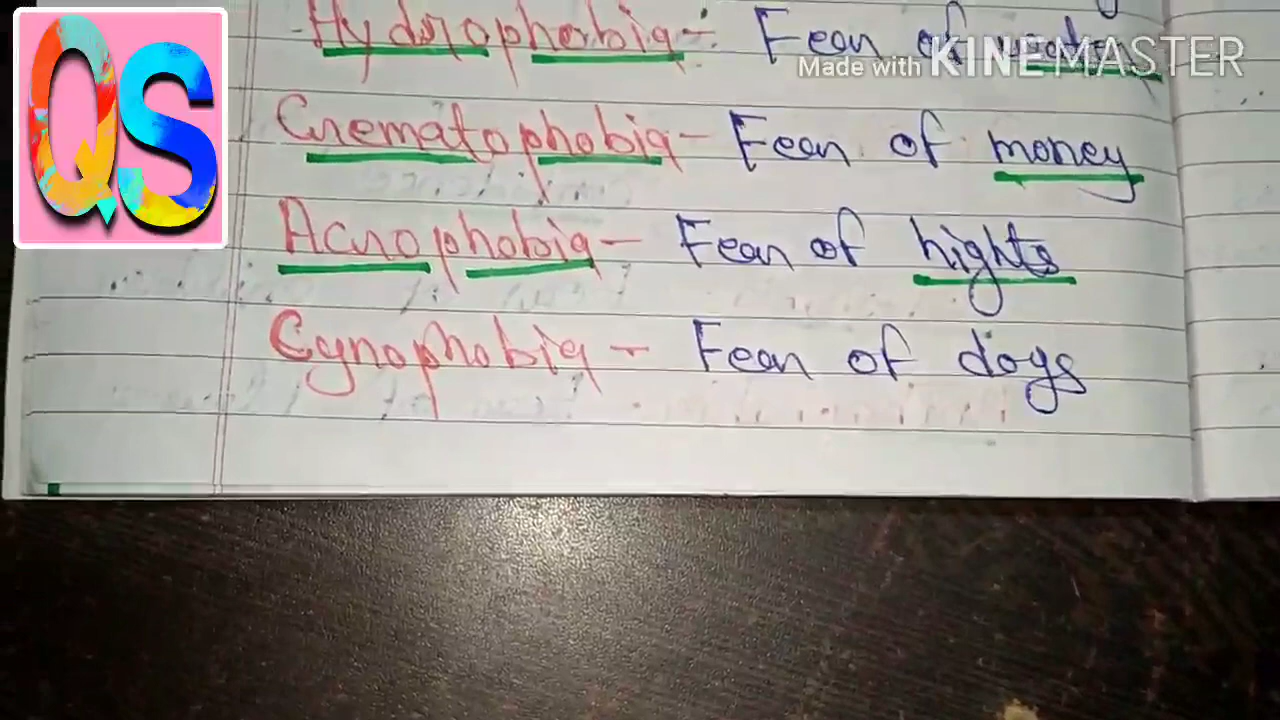 Hydrophobia:- Fear of water
Made with KINEMASTER
QS
Crematophobia - Fear of money
Acrophobia - Fear of hights
Cynophobia - Fear of dogs